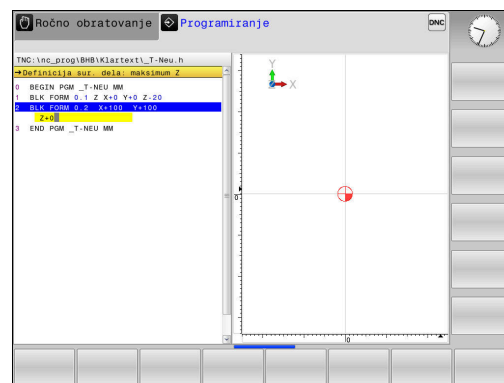 Ročno obratovanje
Programiranje
DNC
TNC:\nc_prog\BHB\Klartext\_T-Neu.h
→Definicija sur. dela: maksimum Z
0 BEGIN PGM _T-NEU MM
1 BLK FORM 0.1 Z X+0 Y+0 Z-20
2 BLK FORM 0.2 X+100 Y+100
Z+0
3 END PGM _T-NEU MM
Y
X
0
0